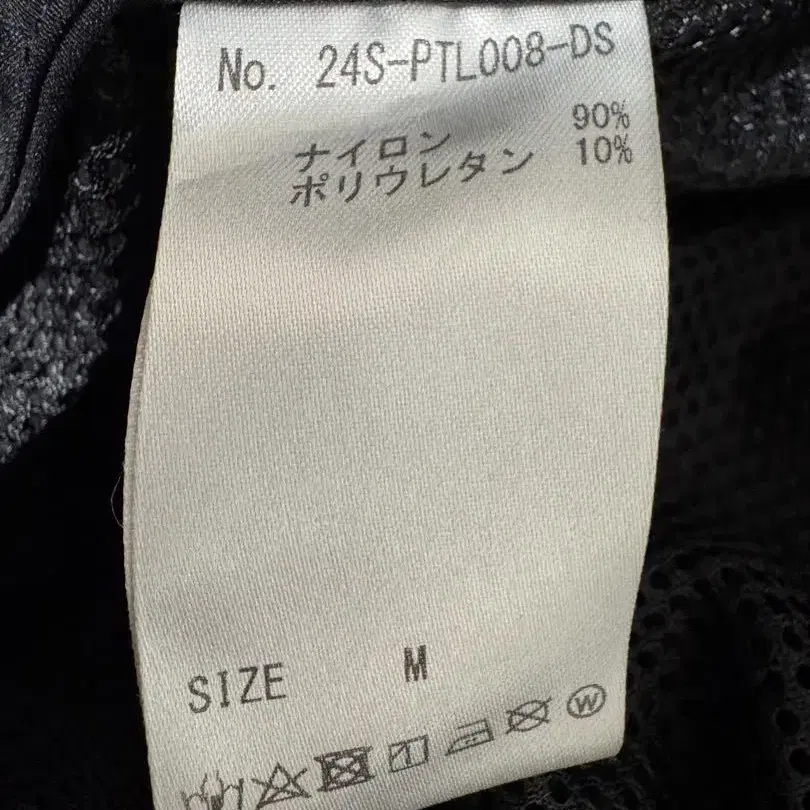 No. 24S-PTL008-DS
ナイロン 90%
ポリウレタン 10%
SIZE M
W